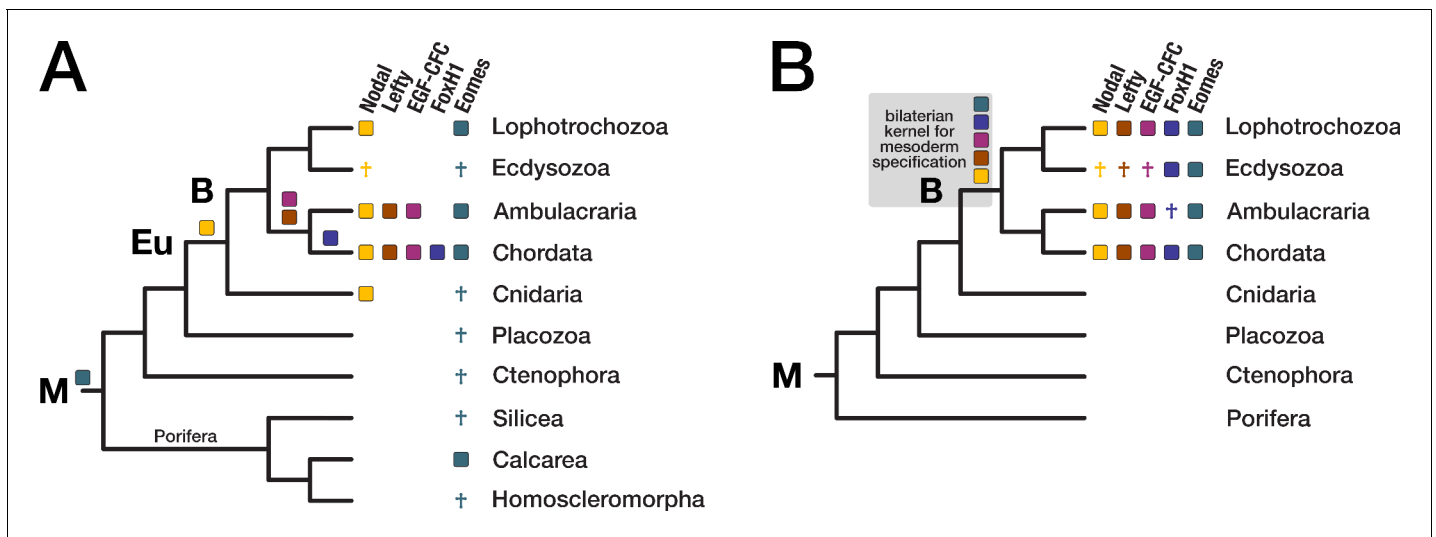 A
Nodal
Lefty
EGF-CFC
FoxH1
Eomes
Lophotrochozoa
† † Ecdysozoa
B
Ambulacraria
Eu
Chordata
† Cnidaria
† Placozoa
† Ctenophora
M
† Silicea
Porifera
Calcarea
† Homoscleromorpha
B
Nodal
Lefty
EGF-CFC
FoxH1
Eomes
bilaterian
kernel for
mesoderm
specification
B
Lophotrochozoa
† † † Ecdysozoa
† Ambulacraria
Chordata
Cnidaria
Placozoa
M
Ctenophora
Porifera